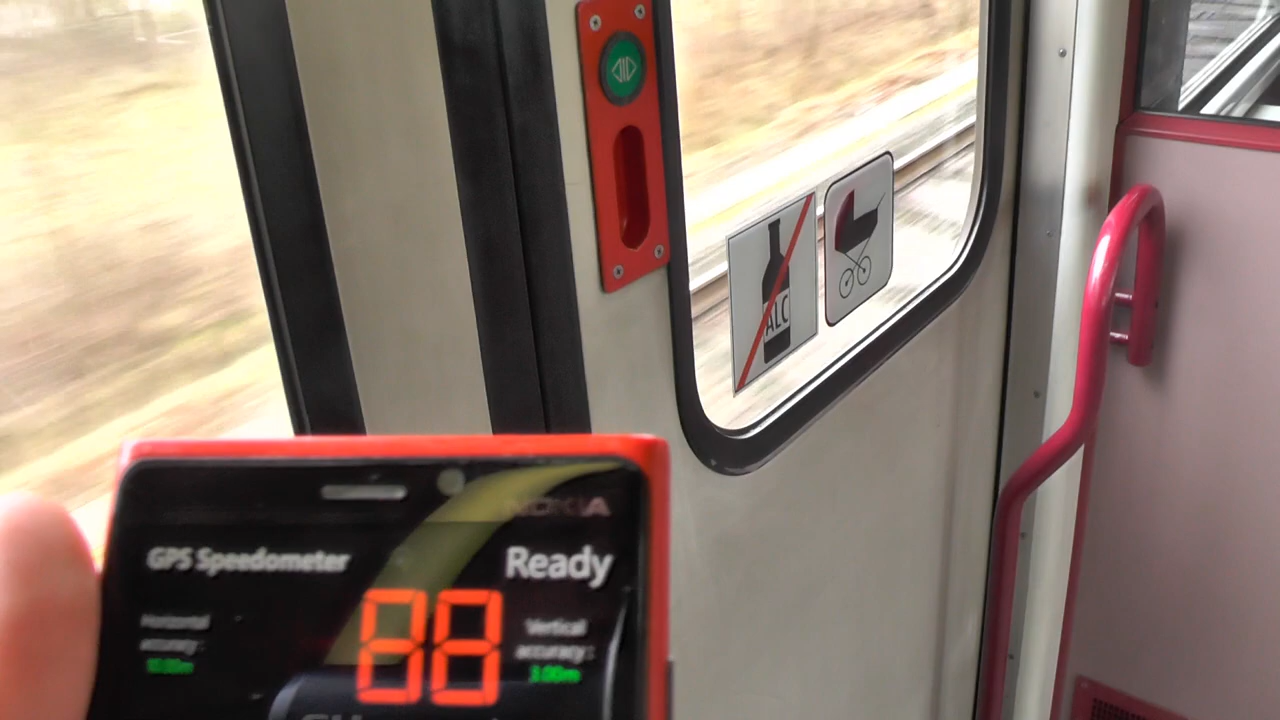 ALC
NOKIA
GPS Speedometer
Ready
Horizontal
accuracy:
88
Vertical
accuracy:
3.00m